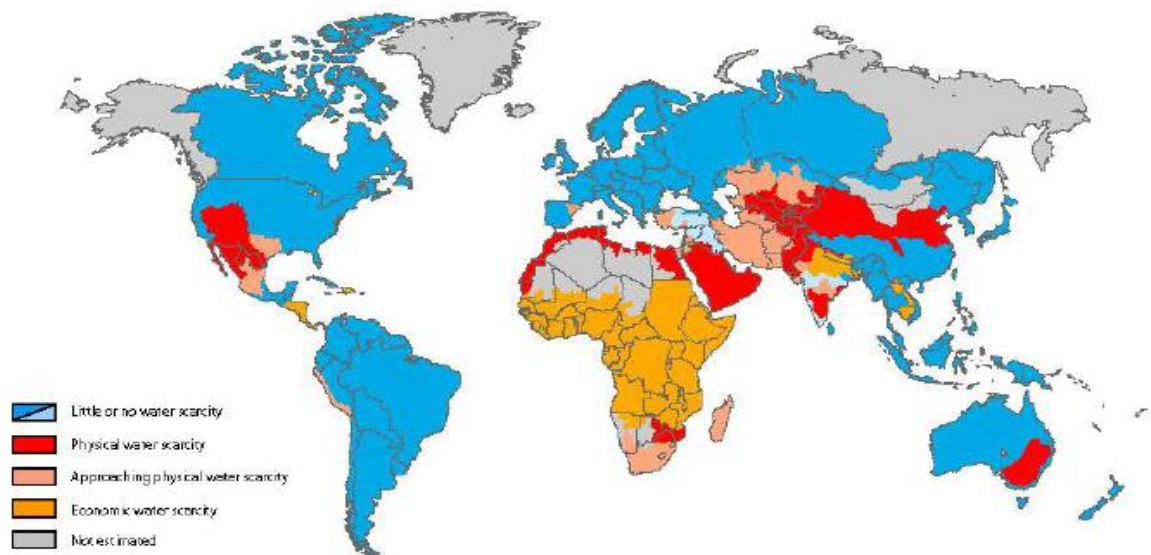 Little or no water scarcity
Physical water scarcity
Approaching physical water scarcity
Economic water scarcity
Not estimated